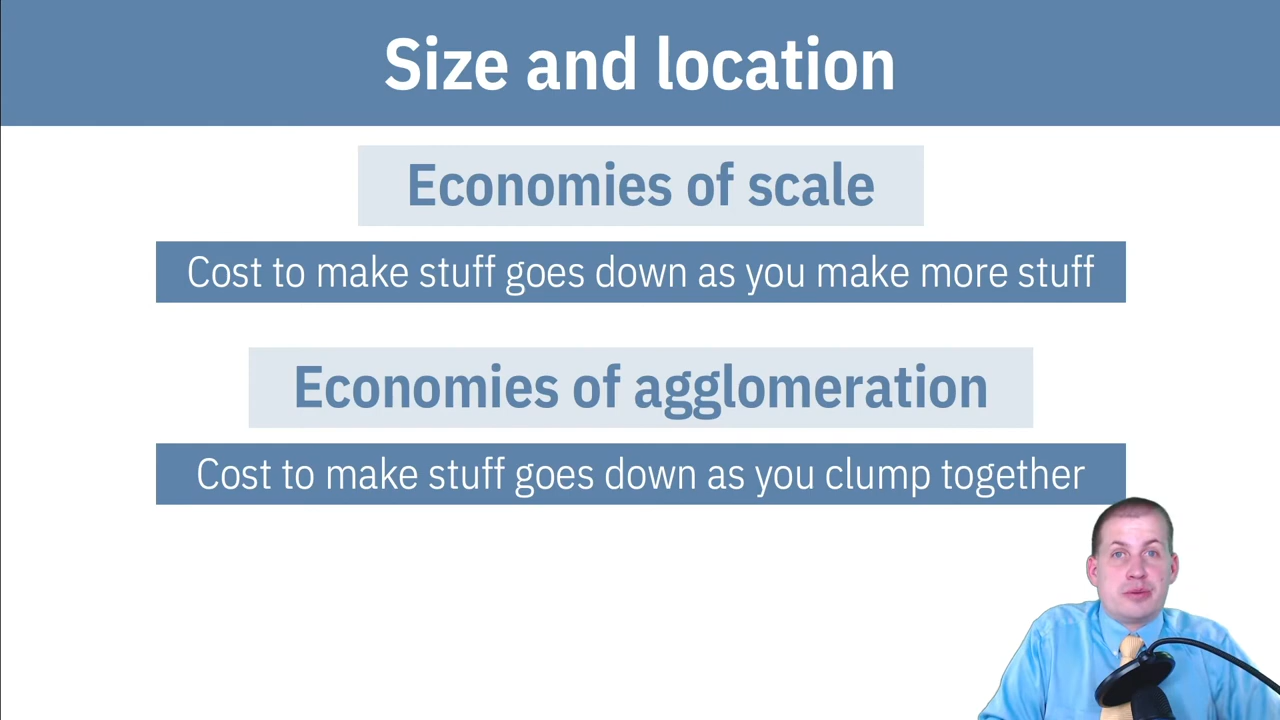 Size and location
Economies of scale
Cost to make stuff goes down as you make more stuff
Economies of agglomeration
Cost to make stuff goes down as you clump together